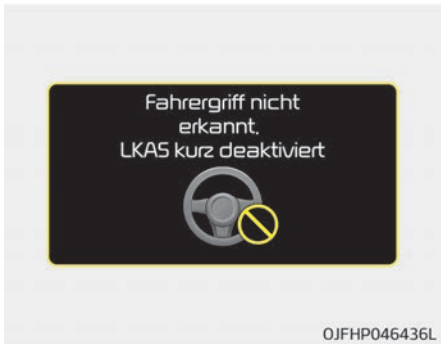 Fahrergriff nicht
erkannt,
LKAS kurz deaktiviert
OJFHP046436L